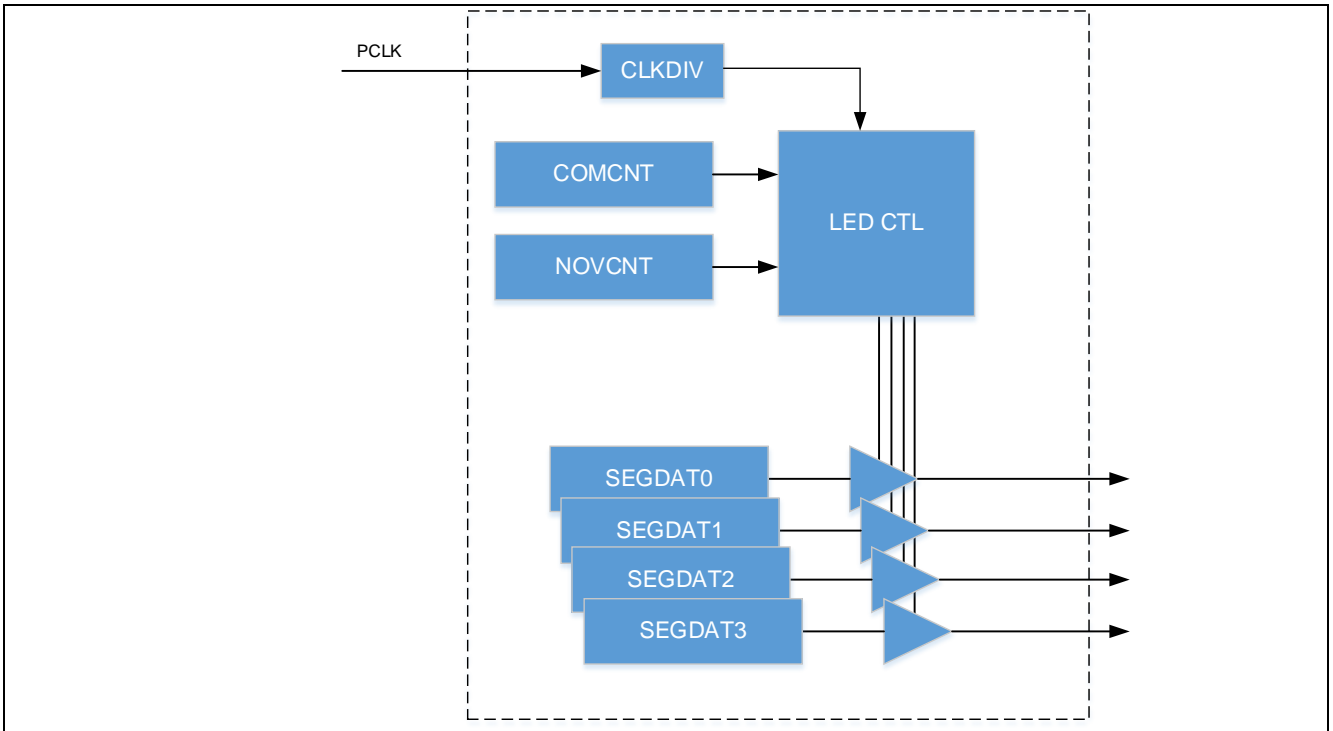 PCLK
CLKDIV
COMCNT
LED CTL
NOVCNT
SEGDAT0
SEGDAT1
SEGDAT2
SEGDAT3